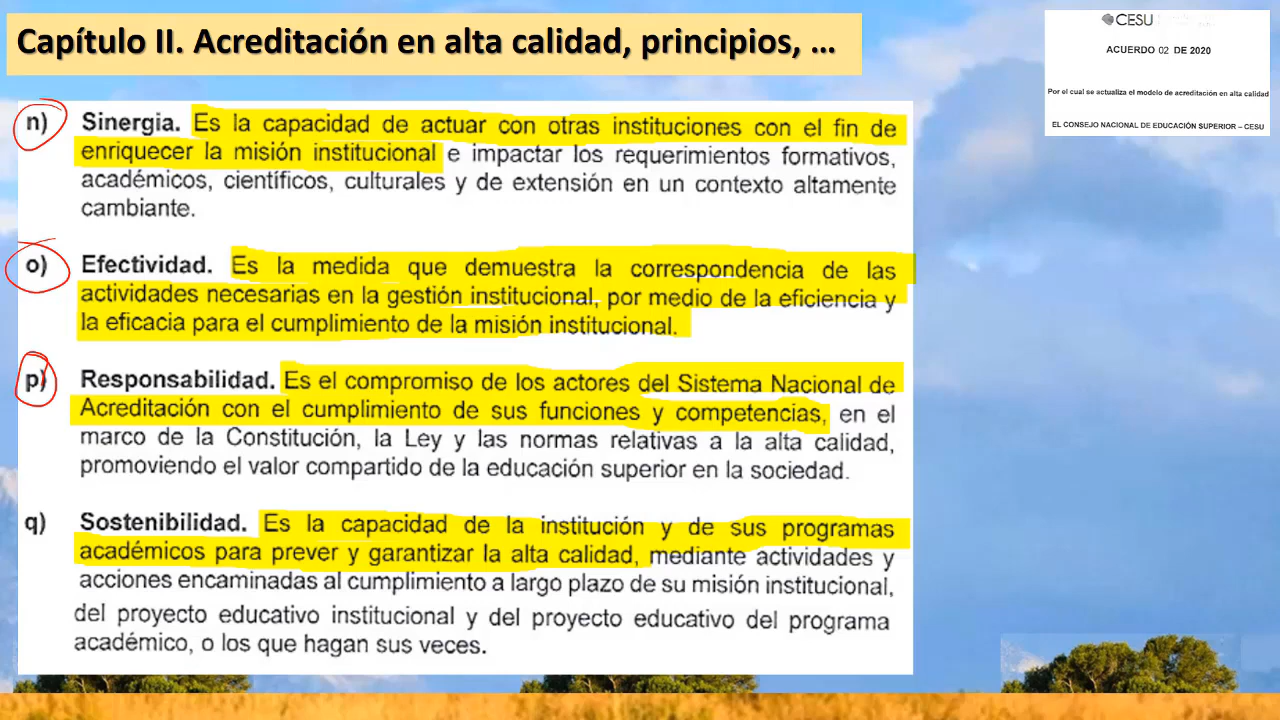 Capítulo II. Acreditación en alta calidad, principios, ...
CESU
ACUERDO 02 DE 2020
Por el cual se actualiza el modelo de acreditación en alta calidad
EL CONSEJO NACIONAL DE EDUCACIÓN SUPERIOR – CESU
n) Sinergia. Es la capacidad de actuar con otras instituciones con el fin de
enriquecer la misión institucional e impactar los requerimientos formativos,
académicos, científicos, culturales y de extensión en un contexto altamente
cambiante.
o) Efectividad. Es la medida que demuestra la correspondencia de las
actividades necesarias en la gestión institucional, por medio de la eficiencia y
la eficacia para el cumplimiento de la misión institucional.
p) Responsabilidad. Es el compromiso de los actores del Sistema Nacional de
Acreditación con el cumplimiento de sus funciones y competencias, en el
marco de la Constitución, la Ley y las normas relativas a la alta calidad,
promoviendo el valor compartido de la educación superior en la sociedad.
q) Sostenibilidad. Es la capacidad de la institución y de sus programas
académicos para prever y garantizar la alta calidad, mediante actividades y
acciones encaminadas al cumplimiento a largo plazo de su misión institucional,
del proyecto educativo institucional y del proyecto educativo del programa
académico, o los que hagan sus veces.